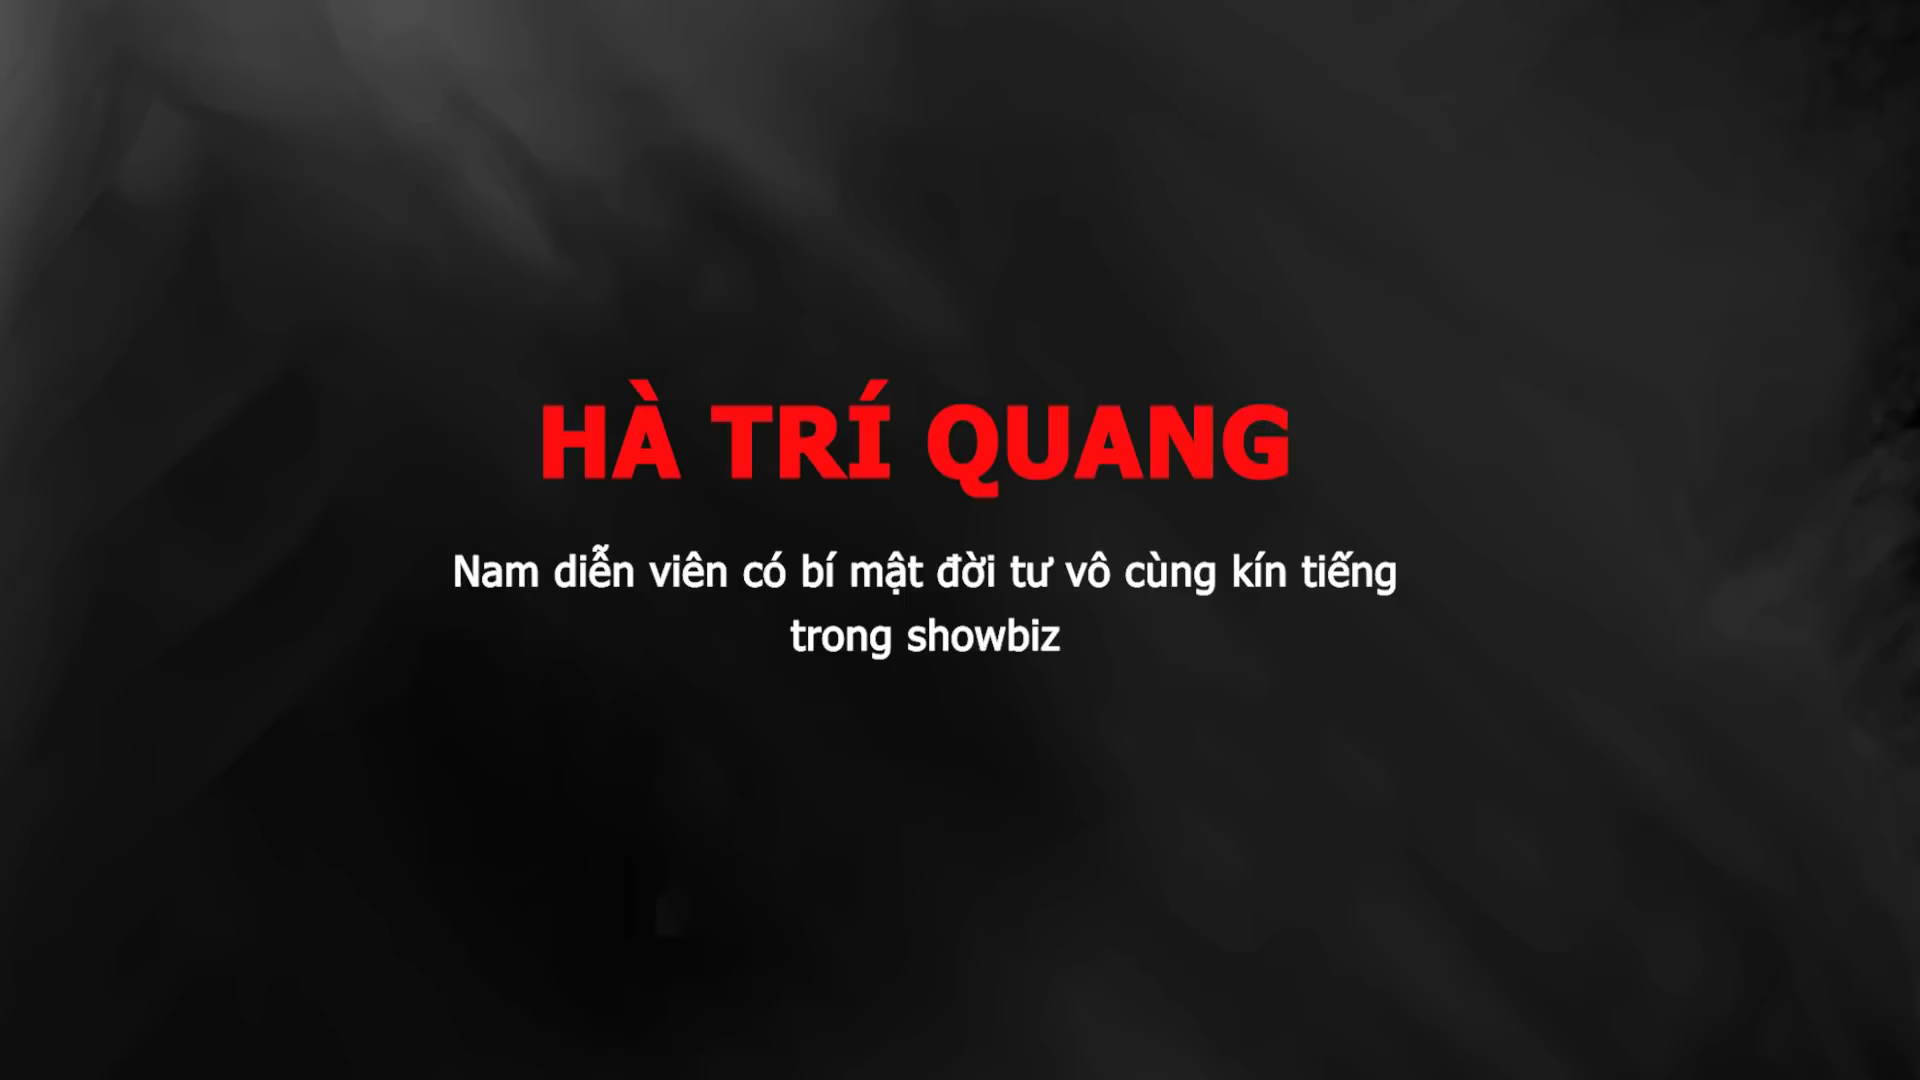 HÀ TRÍ QUANG
Nam diễn viên có bí mật đời tư vô cùng kín tiếng
trong showbiz